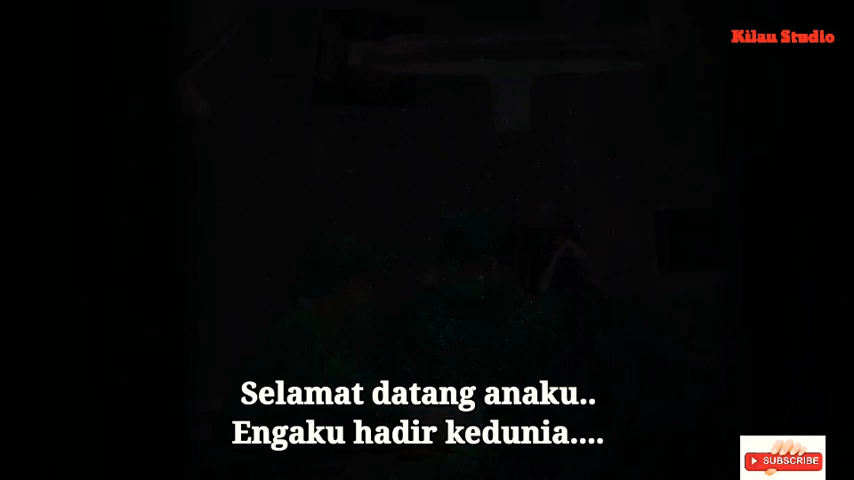 Kilau Studio
Selamat datang anaku..
Engaku hadir kedunia....
SUBSCRIBE